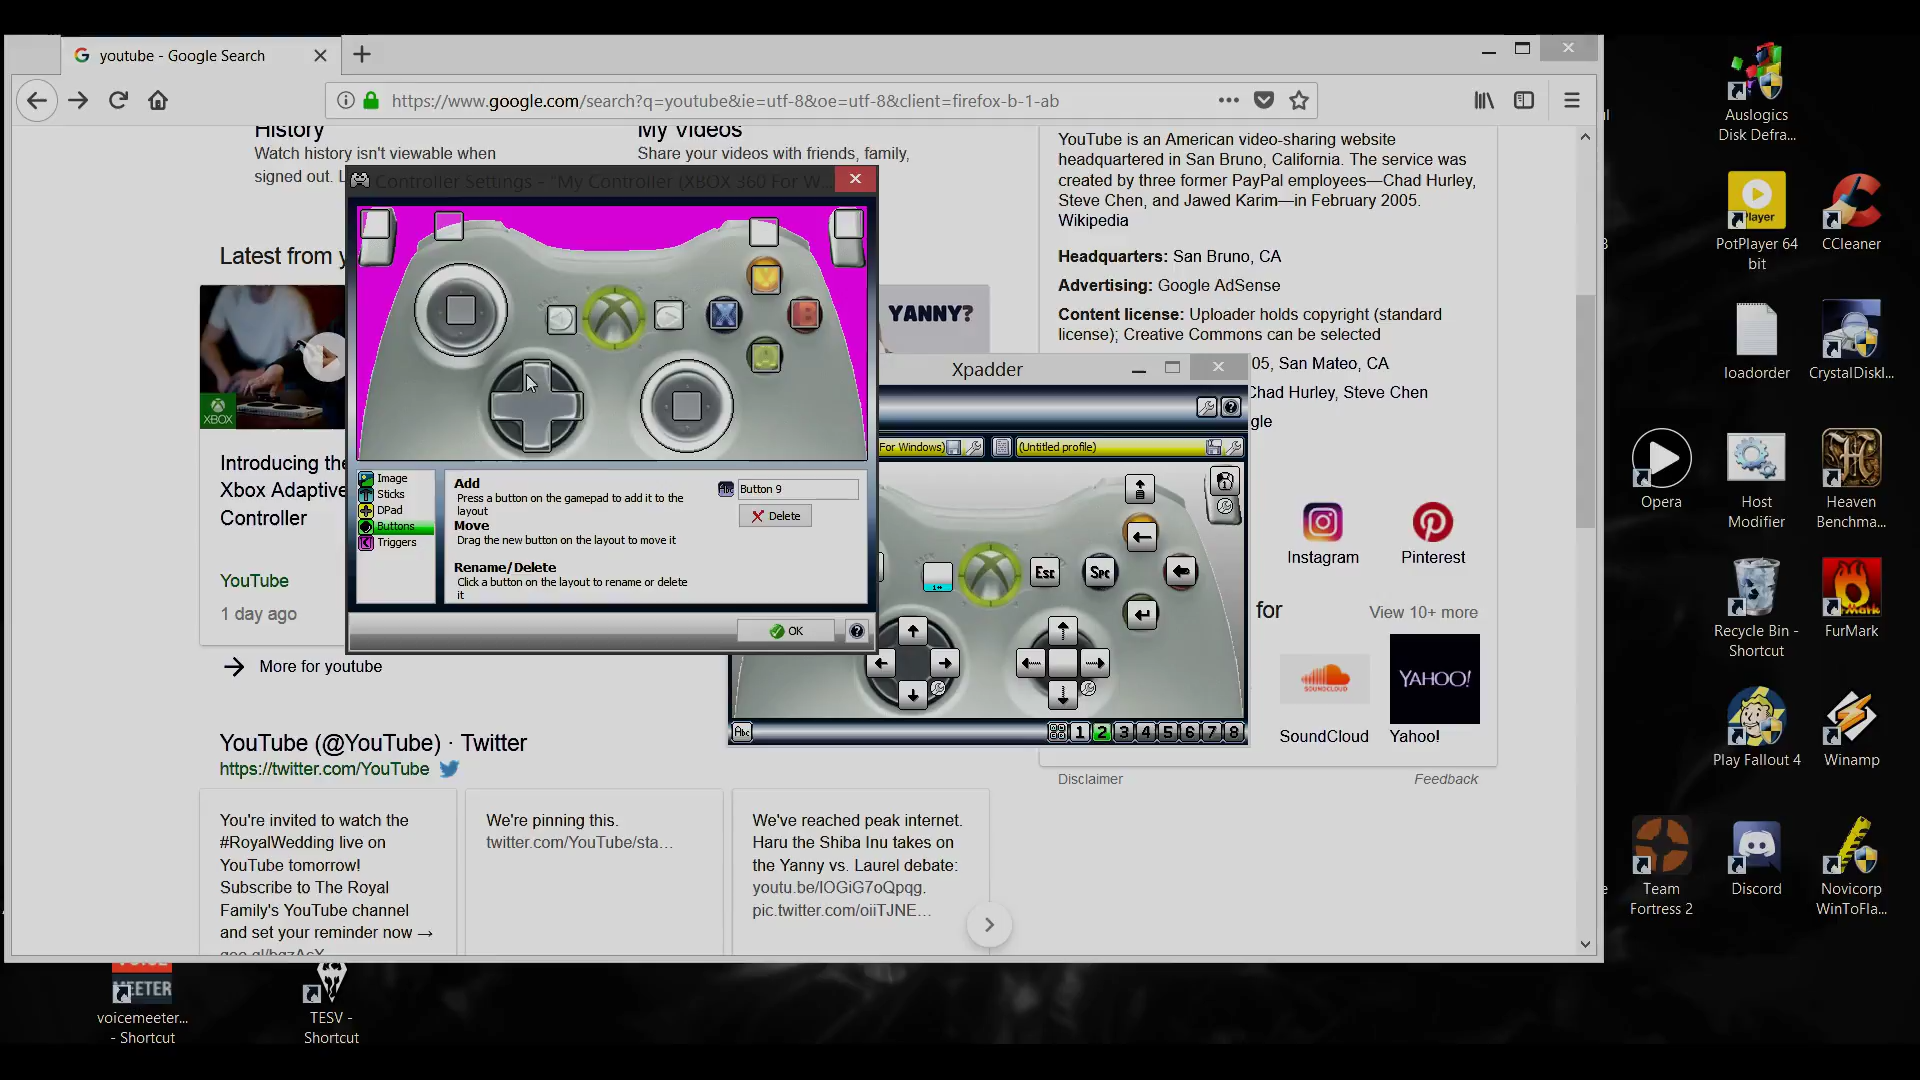 youtube - Google Search
https://www.google.com/search?q=youtube&ie=utf-8&oe=utf-8&client=firefox-b-1-ab
History
Watch history isn't viewable when
signed out.
My Videos
Share your videos with friends, family,
Latest from
Introducing the
Xbox Adaptive
Controller
YouTube
1 day ago
XBOX
YANNY?
More for youtube
YouTube (@YouTube) · Twitter
https://twitter.com/YouTube
You're invited to watch the
#RoyalWedding live on
YouTube tomorrow!
Subscribe to The Royal
Family's YouTube channel
and set your reminder now →
We're pinning this.
twitter.com/YouTube/sta...
We've reached peak internet.
Haru the Shiba Inu takes on
the Yanny vs. Laurel debate:
youtu.be/IOGiG7oQpqg.
pic.twitter.com/oiiTJNE...
YouTube is an American video-sharing website
headquartered in San Bruno, California. The service was
created by three former PayPal employees—Chad Hurley,
Steve Chen, and Jawed Karim—in February 2005.
Wikipedia
Headquarters: San Bruno, CA
Advertising: Google AdSense
Content license: Uploader holds copyright (standard
license); Creative Commons can be selected
05, San Mateo, CA
Chad Hurley, Steve Chen
gle
Instagram
Pinterest
for
View 10+ more
YAHOO!
SoundCloud
Yahoo!
Disclaimer
Feedback
Controller Settings - "My Controller (XBOX 360 For W...
X
B
Image
Sticks
DPad
Buttons
Triggers
Add
Press a button on the gamepad to add it to the
layout
Move
Drag the new button on the layout to move it
Rename/Delete
Click a button on the layout to rename or delete
it
Abc
Button 9
Delete
OK
Xpadder
For Windows)
(Untitled profile)
Esc
Spc
Abc
1 2 3 4 5 6 7 8
Auslogics
Disk Defra...
Player
PotPlayer 64
bit
CCleaner
loadorder
CrystalDiskI...
Opera
Host
Modifier
Heaven
Benchma...
Recycle Bin -
Shortcut
FurMark
Play Fallout 4
Winamp
Team
Fortress 2
Discord
Novicorp
WinToFla...
METER
voicemeeter...
- Shortcut
TESV -
Shortcut